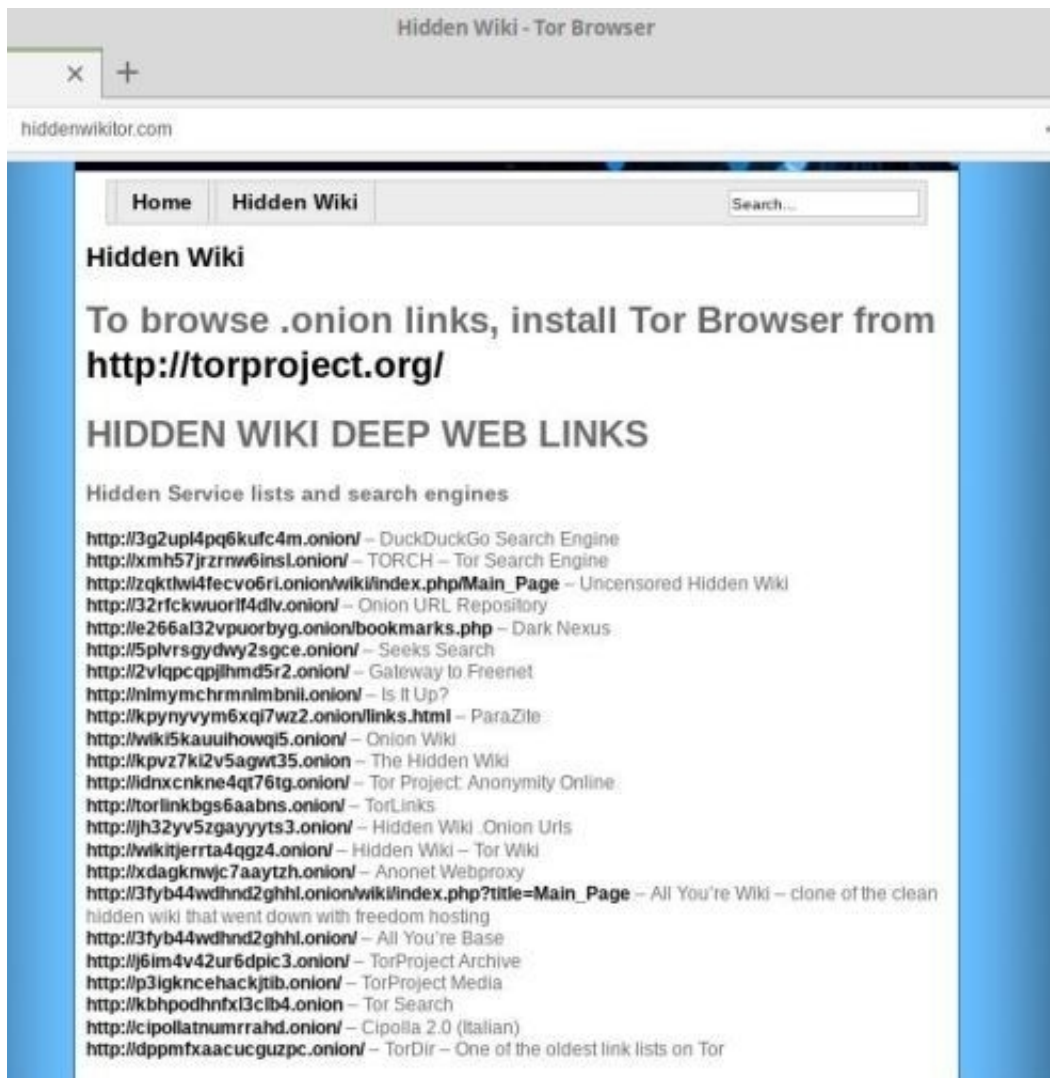 Hidden Wiki - Tor Browser
hiddenwikitor.com
Home Hidden Wiki Search...
Hidden Wiki
To browse .onion links, install Tor Browser from
http://torproject.org/
HIDDEN WIKI DEEP WEB LINKS
Hidden Service lists and search engines
http://3g2upl4pq6kufc4m.onion/ – DuckDuckGo Search Engine
http://xmh57jrzrnw6insl.onion/ – TORCH – Tor Search Engine
http://zqktlwi4fecvo6ri.onion/wiki/index.php/Main_Page – Uncensored Hidden Wiki
http://32rfckwuorlf4dlv.onion/ – Onion URL Repository
http://e266al32vpuorbyg.onion/bookmarks.php – Dark Nexus
http://5plvrsgydwy2sgce.onion/ – Seeks Search
http://2vlqpcqpjlhmd5r2.onion/ – Gateway to Freenet
http://nlmymchrmnlmbnii.onion/ – Is It Up?
http://kpynyvym6xqi7wz2.onion/links.html – ParaZite
http://wiki5kauuihowqi5.onion/ – Onion Wiki
http://kpvz7ki2v5agwt35.onion – The Hidden Wiki
http://idnxcnkne4qt76tg.onion/ – Tor Project: Anonymity Online
http://torlinkbgs6aabns.onion/ – TorLinks
http://jh32yv5zgayyyts3.onion/ – Hidden Wiki .Onion Urls
http://wikitjerrta4qgz4.onion/ – Hidden Wiki – Tor Wiki
http://xdagknwjc7aaytzh.onion/ – Anonet Webproxy
http://3fyb44wdhnd2ghhl.onion/wiki/index.php?title=Main_Page – All You're Wiki – clone of the clean
hidden wiki that went down with freedom hosting
http://3fyb44wdhnd2ghhl.onion/ – All You're Base
http://j6im4v42ur6dpic3.onion/ – TorProject Archive
http://p3igkncehackjtib.onion/ – TorProject Media
http://kbhpodhnfxl3clb4.onion – Tor Search
http://cipollatnumrrahd.onion/ – Cipolla 2.0 (Italian)
http://dppmfxaacucguzpc.onion/ – TorDir – One of the oldest link lists on Tor